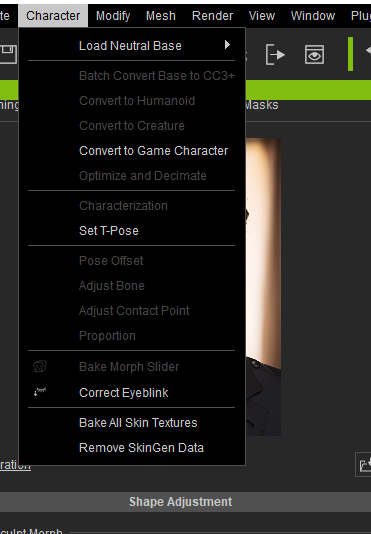 te Character Modify Mesh Render View Window Plug
Load Neutral Base
Batch Convert Base to CC3+
ning
Masks
Convert to Humanoid
Convert to Creature
Convert to Game Character
Optimize and Decimate
Characterization
Set T-Pose
Pose Offset
Adjust Bone
Adjust Contact Point
Proportion
Bake Morph Slider
Correct Eyeblink
Bake All Skin Textures
Remove SkinGen Data
ration
Shape Adjustment
culpt Morph